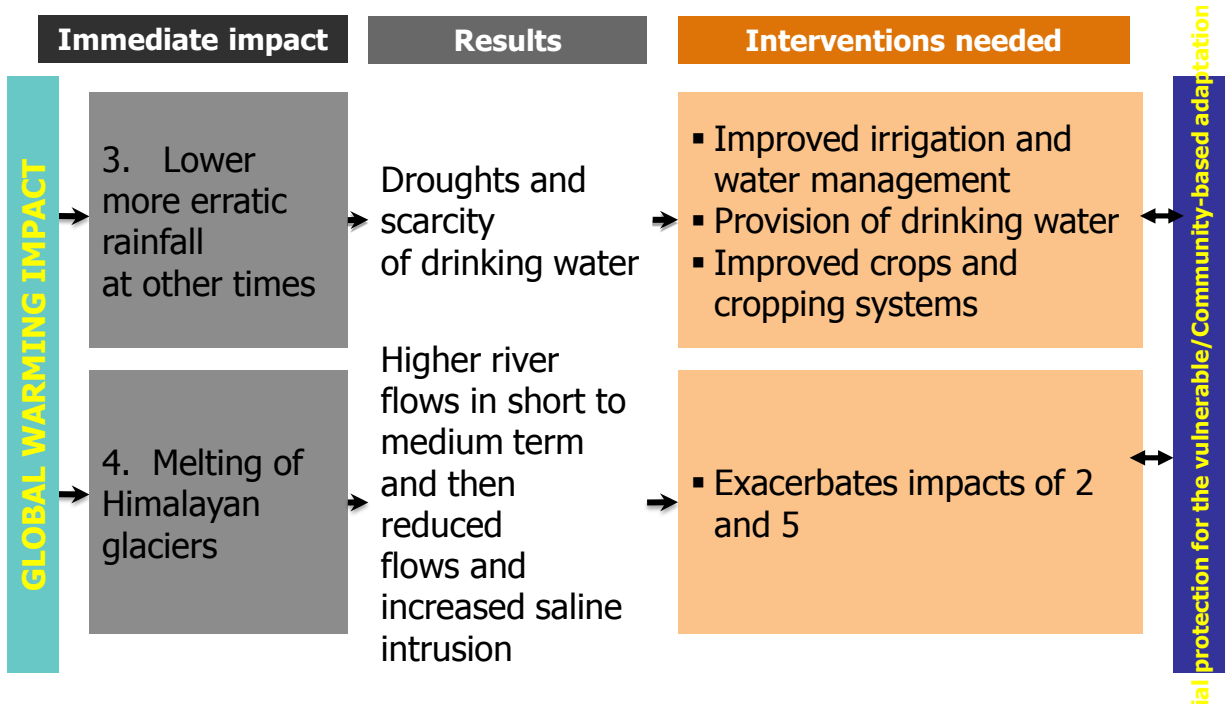 Immediate impact
Results
Interventions needed
GLOBAL WARMING IMPACT
3. Lower
more erratic
rainfall
at other times
Droughts and
scarcity
of drinking water
▪ Improved irrigation and
water management
▪ Provision of drinking water
▪ Improved crops and
cropping systems
4. Melting of
Himalayan
glaciers
Higher river
flows in short to
medium term
and then
reduced
flows and
increased saline
intrusion
▪ Exacerbates impacts of 2
and 5
protection for the vulnerable/Community-based adaptation